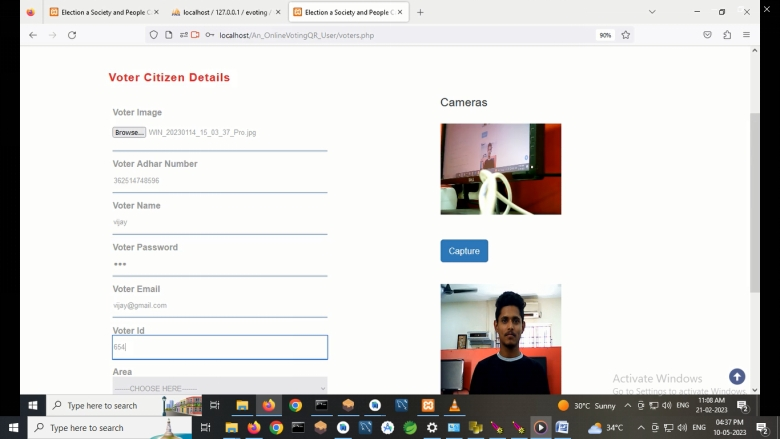 Election a Society and People C
localhost / 127.0.0.1 / evoting /
Election a Society and People C
localhost/An_OnlineVotingQR_User/voters.php
90%
Voter Citizen Details
Voter Image
Browse... WIN_20230114_15_03_37_Pro.jpg
Voter Adhar Number
362514748596
Voter Name
vijay
Voter Password
Voter Email
vijay@gmail.com
Voter Id
654
Area
------CHOOSE HERE------
Cameras
Capture
Activate Windows
Go to Settings to activate Windows.
Type here to search
30°C Sunny
ENG
11:08 AM
21-02-2023
Type here to search
34°C
ENG
04:37 PM
10-05-2023